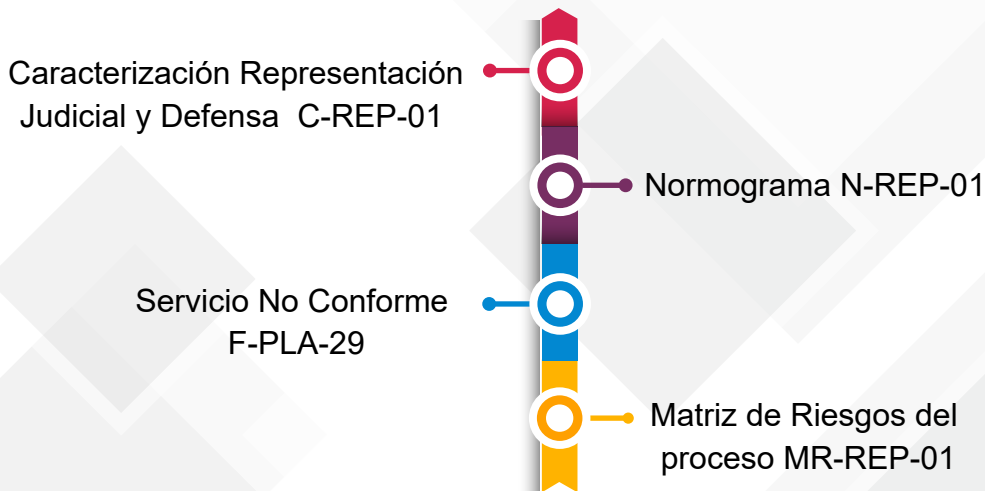 Caracterización Representación
Judicial y Defensa  C-REP-01
Normograma N-REP-01
Servicio No Conforme
F-PLA-29
Matriz de Riesgos del
proceso MR-REP-01